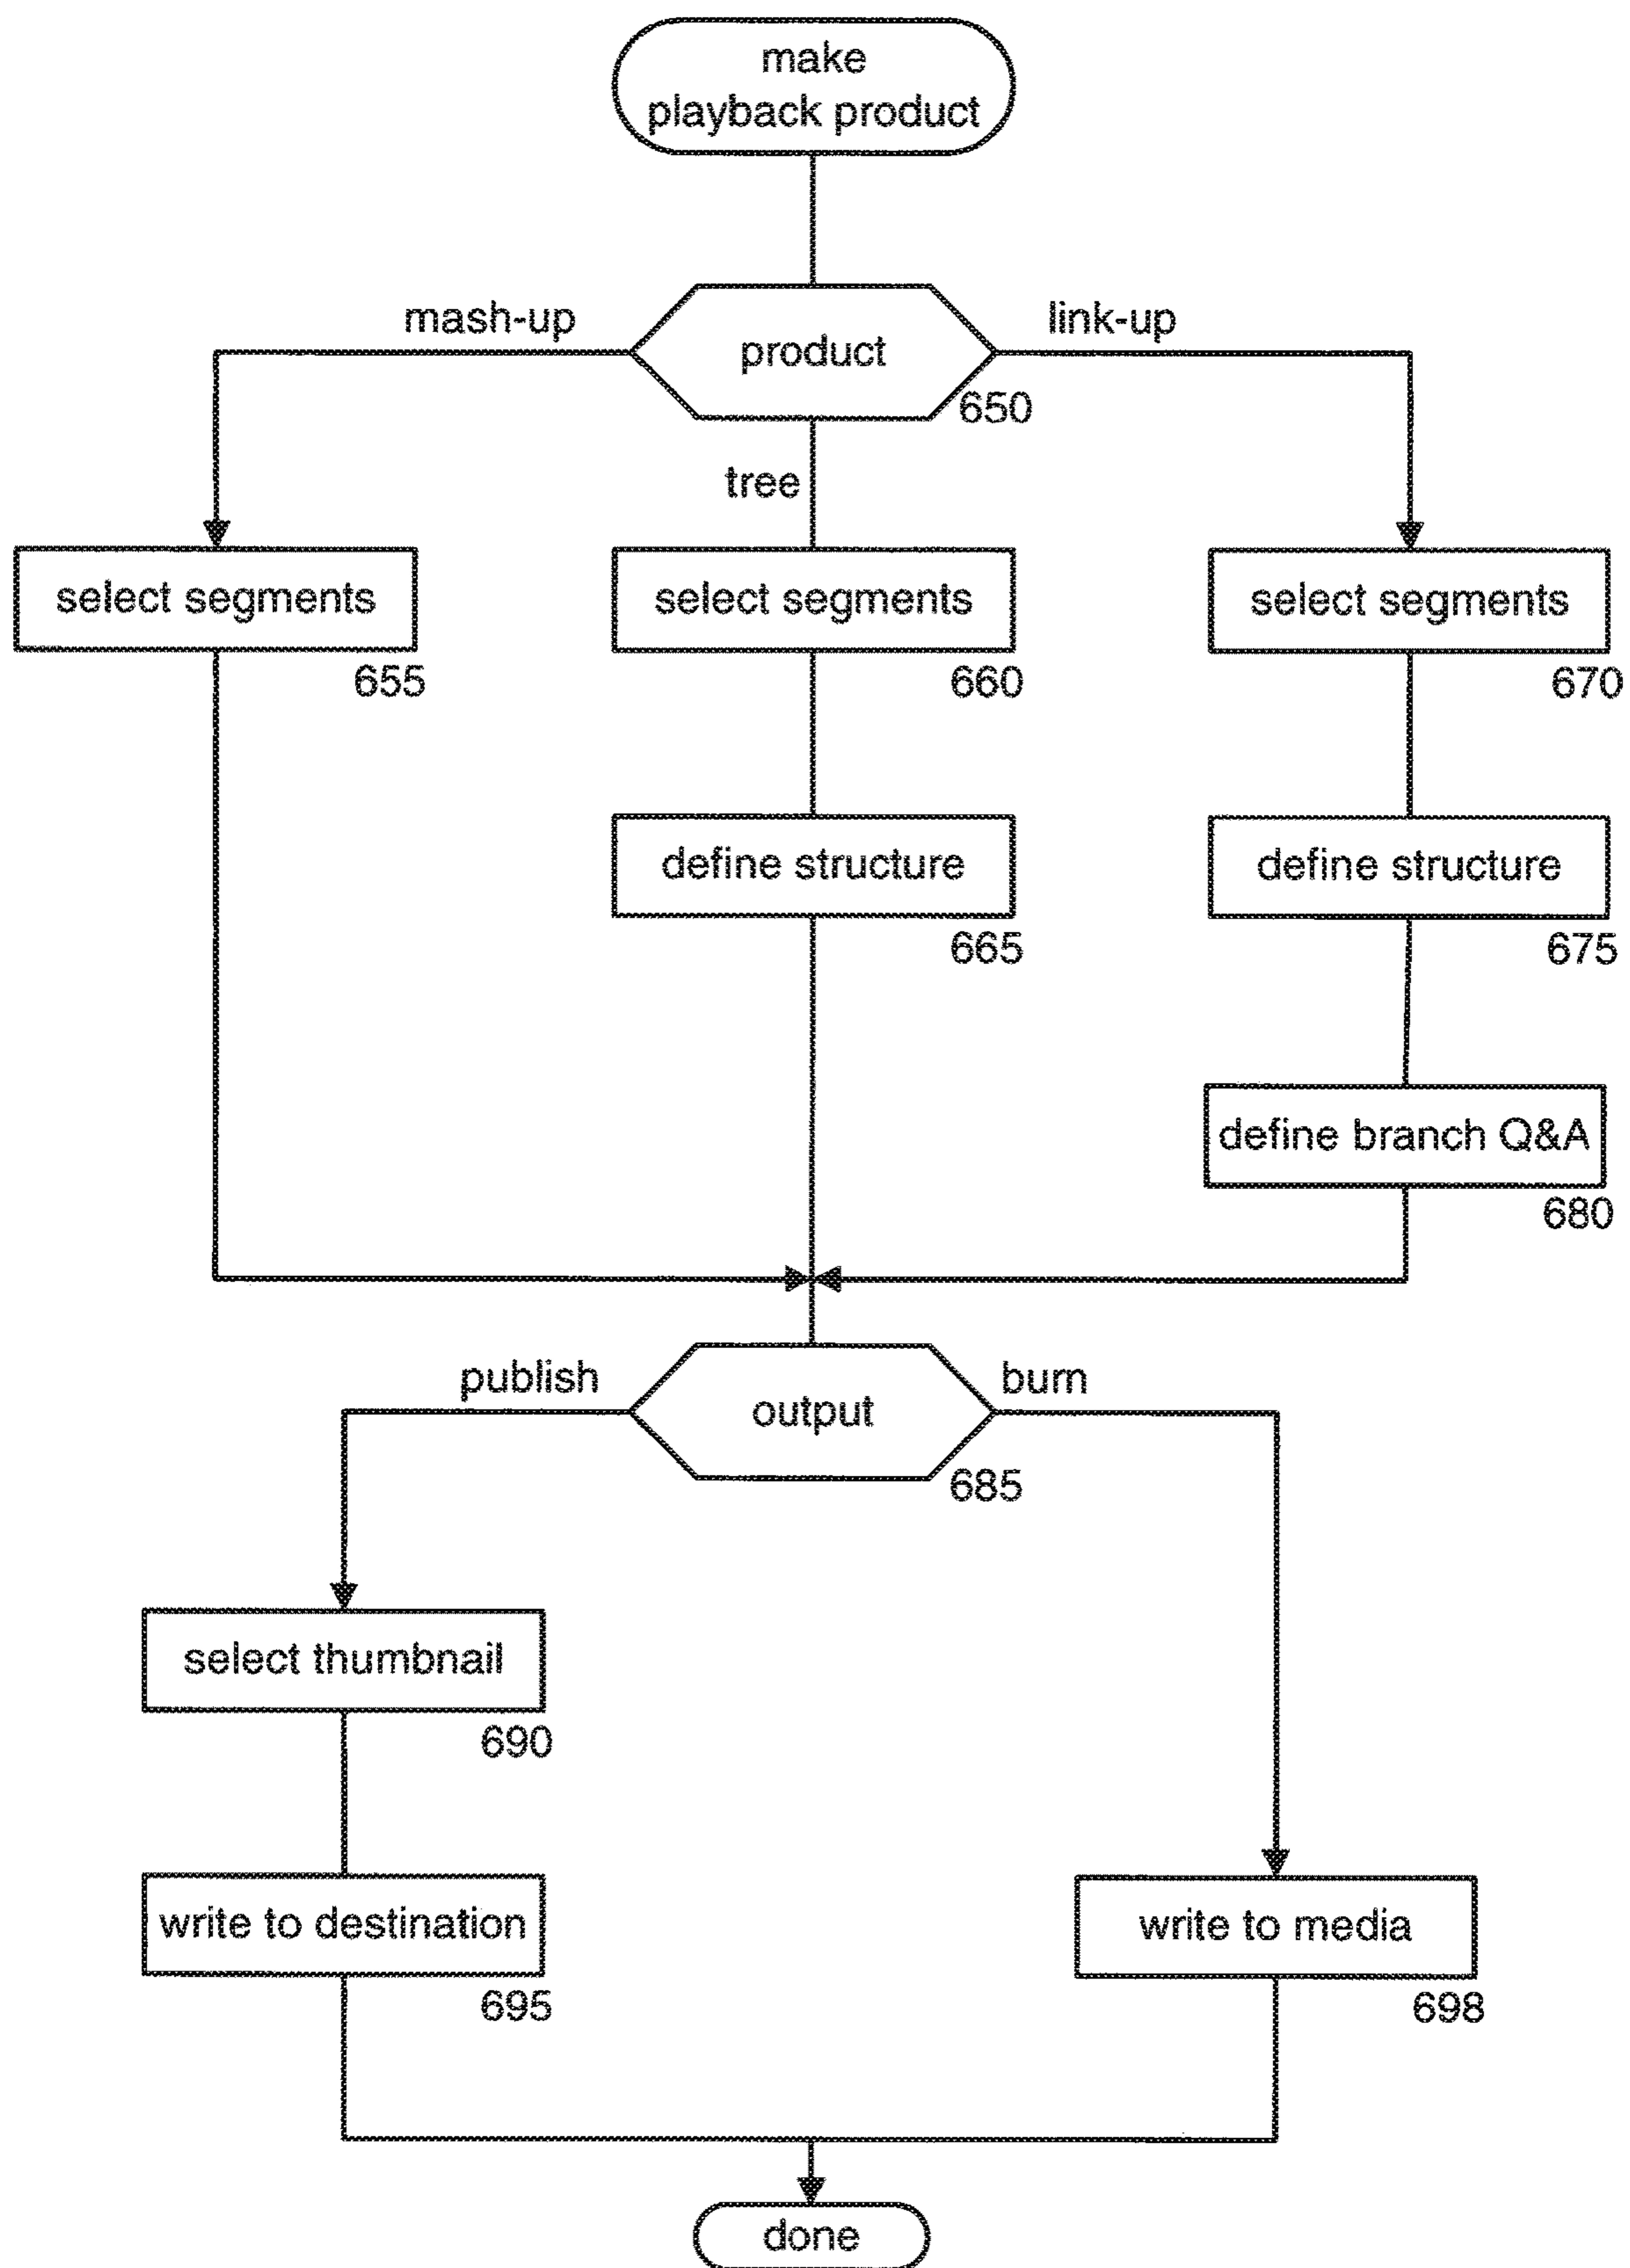 make
playback product
mash-up
link-up
product
650
tree
select segments
select segments
select segments
655
660
670
define structure
define structure
665
675
define branch Q&A
680
publish
burn
output
685
select thumbnail
690
write to destination
write to media
695
698
done